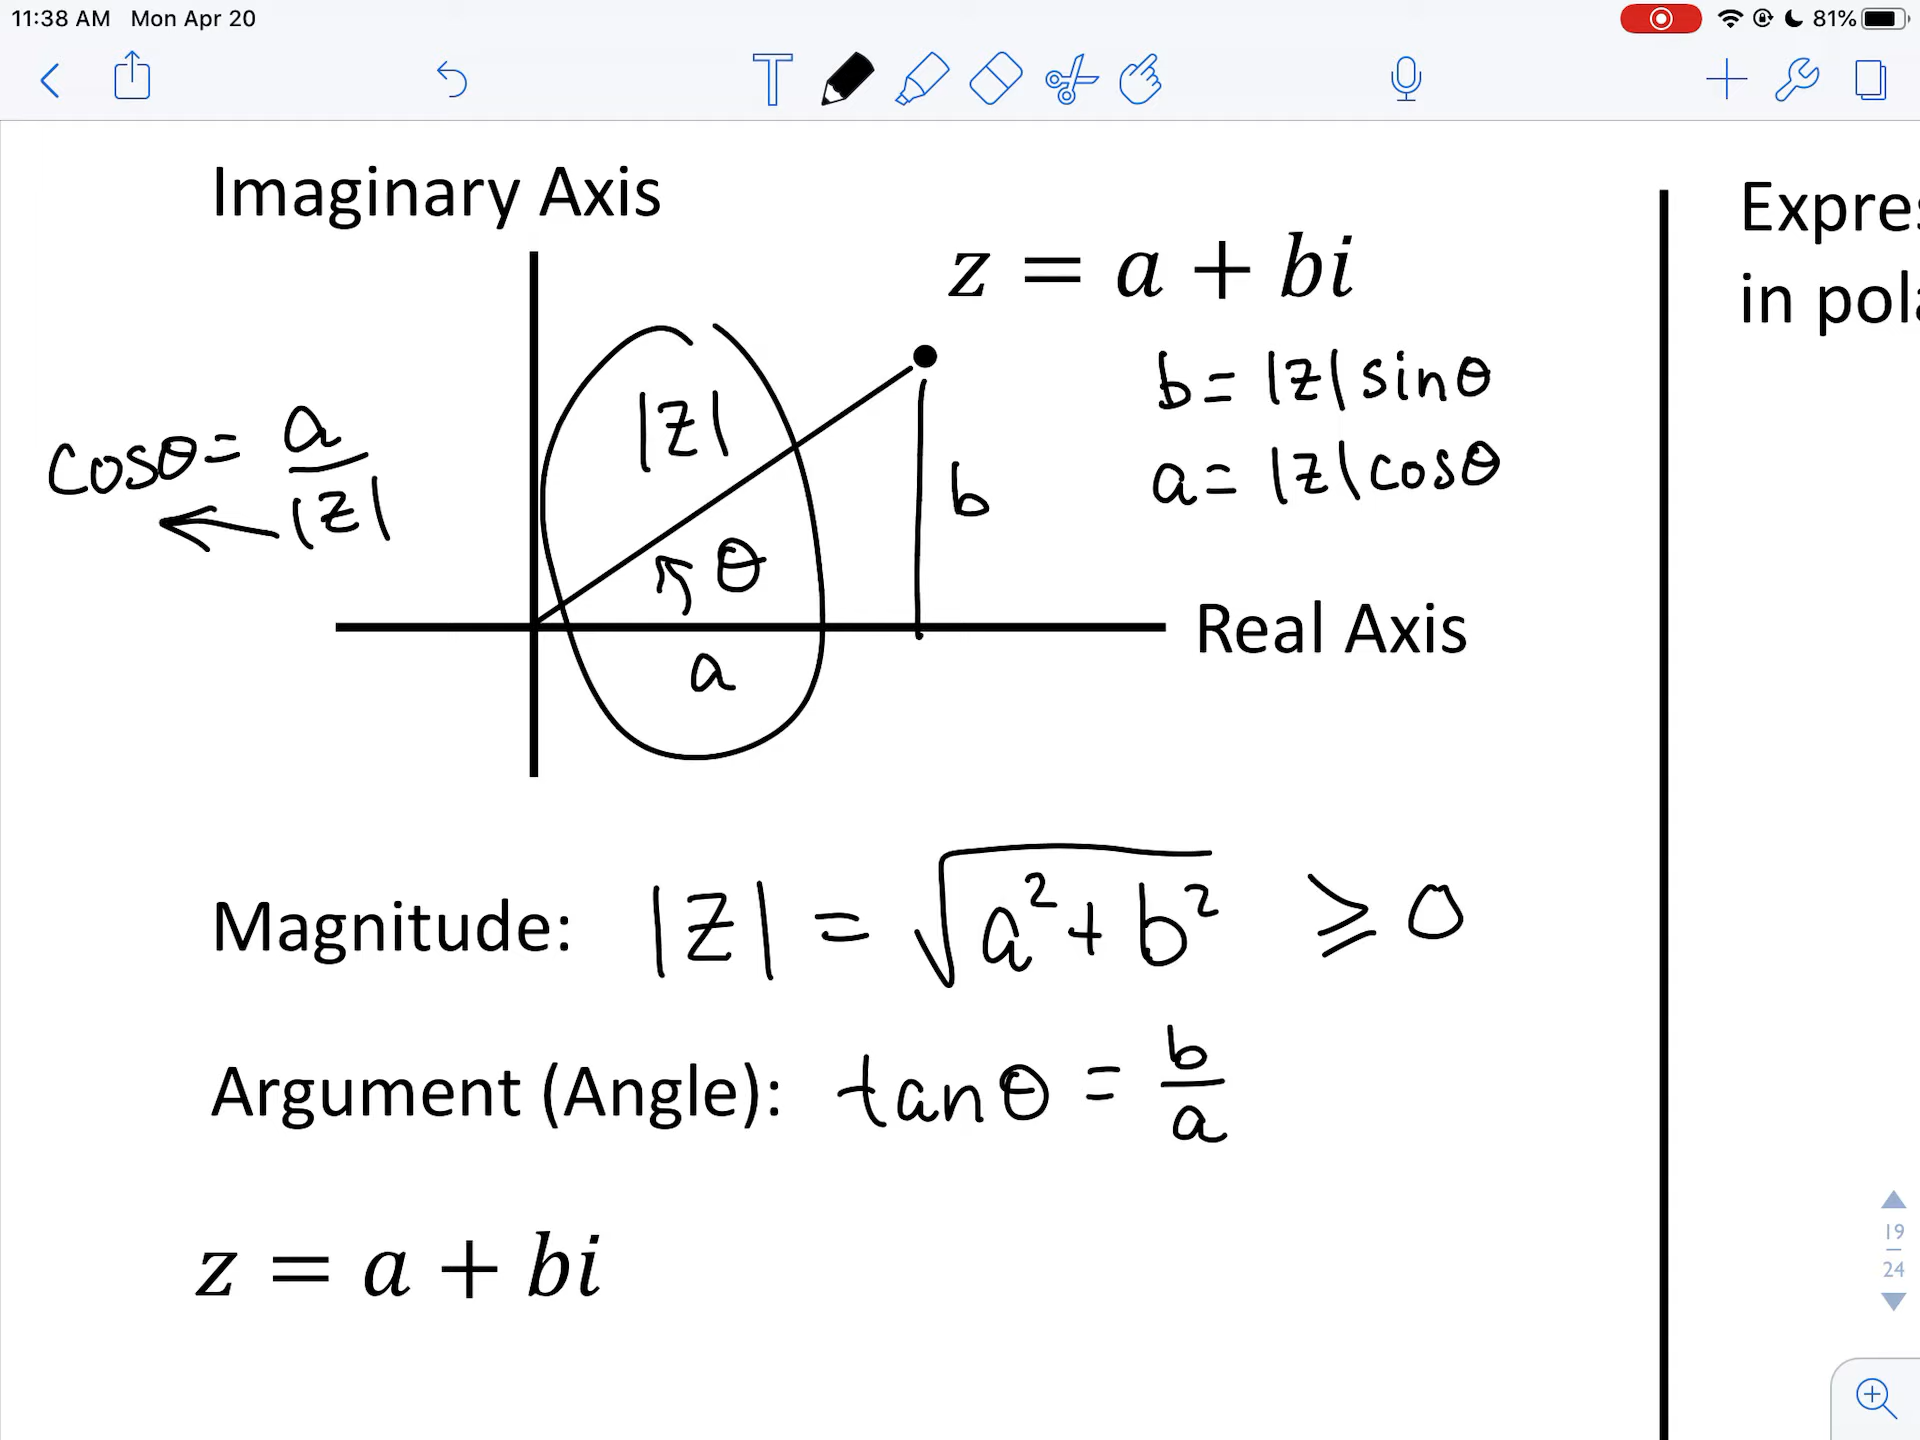 11:38 AM Mon Apr 20
81%
T
Imaginary Axis
Expres
in pola
z = a + bi
b = |z| sinθ
a = |z| cosθ
cosθ = a/|z|
|z|
θ
b
a
Real Axis
Magnitude: |z| = √(a² + b²) ≥ 0
Argument (Angle): tanθ = b/a
z = a + bi
19
24